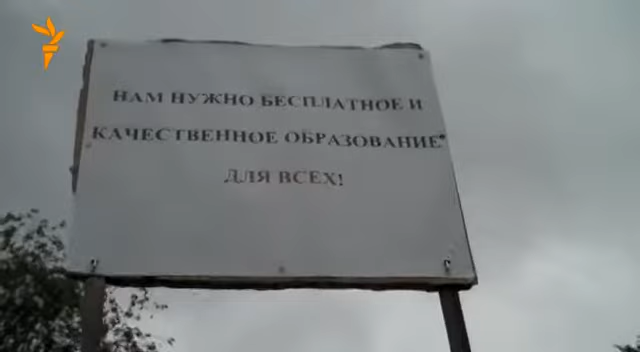 НАМ НУЖНО БЕСПЛАТНОЕ И
КАЧЕСТВЕННОЕ ОБРАЗОВАНИЕ"
ДЛЯ ВСЕХ!